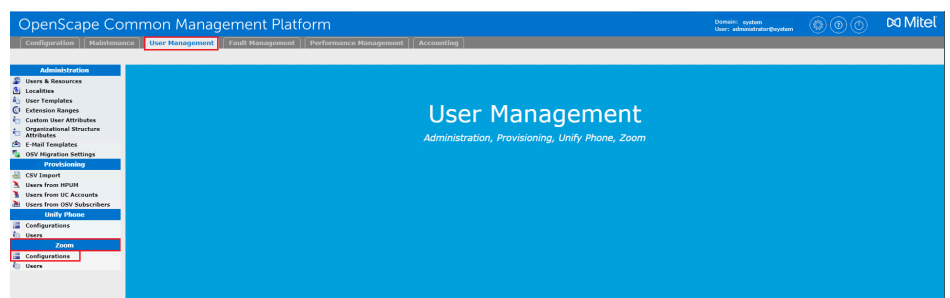 OpenScape Common Management Platform
Domain: system
User: administrator@system
Mitel
Configuration
Maintenance
User Management
Fault Management
Performance Management
Accounting
Administration
Users & Resources
Localities
User Templates
Extension Ranges
Custom User Attributes
Organizational Structure
Attributes
E-Mail Templates
OSV Migration Settings
Provisioning
CSV Import
Users from HPUM
Users from UC Accounts
Users from OSV Subscribers
Unify Phone
Configurations
Users
Zoom
Configurations
Users
User Management
Administration, Provisioning, Unify Phone, Zoom